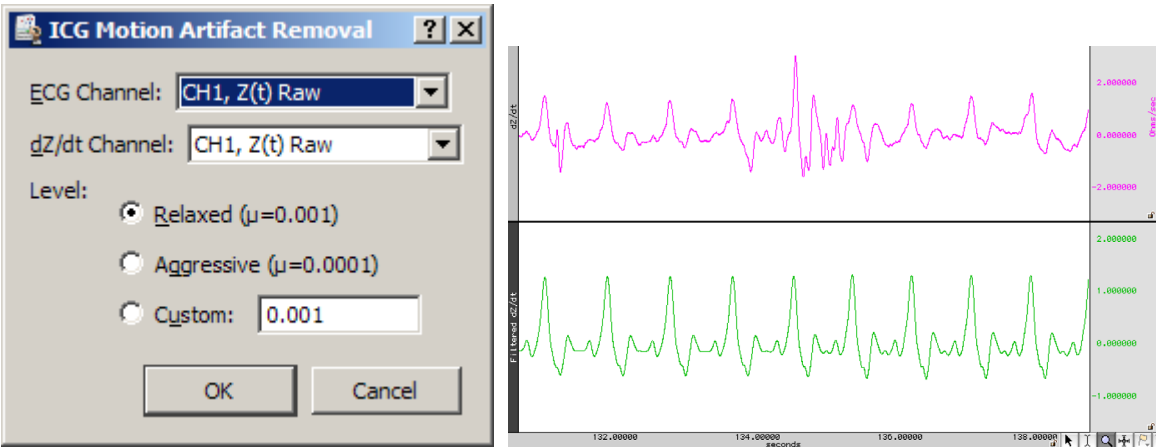 ICG Motion Artifact Removal
ECG Channel: CH1, Z(t) Raw
dZ/dt Channel: CH1, Z(t) Raw
Level:
Relaxed (µ=0.001)
Aggressive (µ=0.0001)
Custom: 0.001
OK Cancel
dZ/dt
2.000000
0.000000
-2.000000
Ohms/sec
Filtered dZ/dt
2.000000
1.000000
0.000000
-1.000000
132.00000 134.00000 136.00000 138.00000
seconds